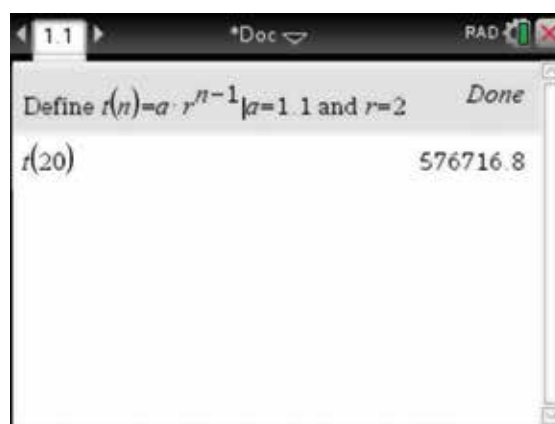 1.1 *Doc RAD
Define t(n)=a· r^{n-1}|a=1.1 and r=2 Done
t(20) 576716.8